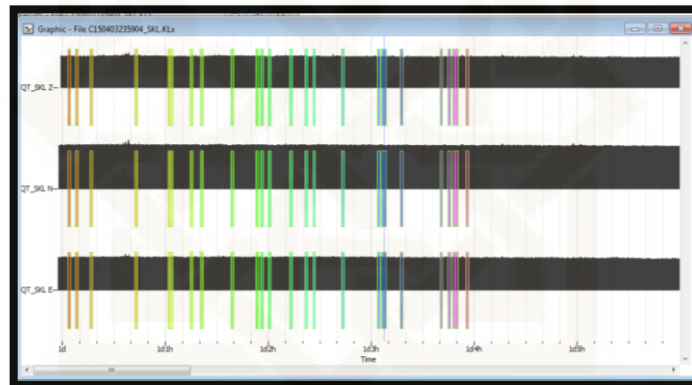 Graphic - File C150403235904_SKL.KLx
QT_SKL Z
QT_SKL N
QT_SKL E
1d 1d1h 1d2h 1d3h 1d4h 1d5h
Time